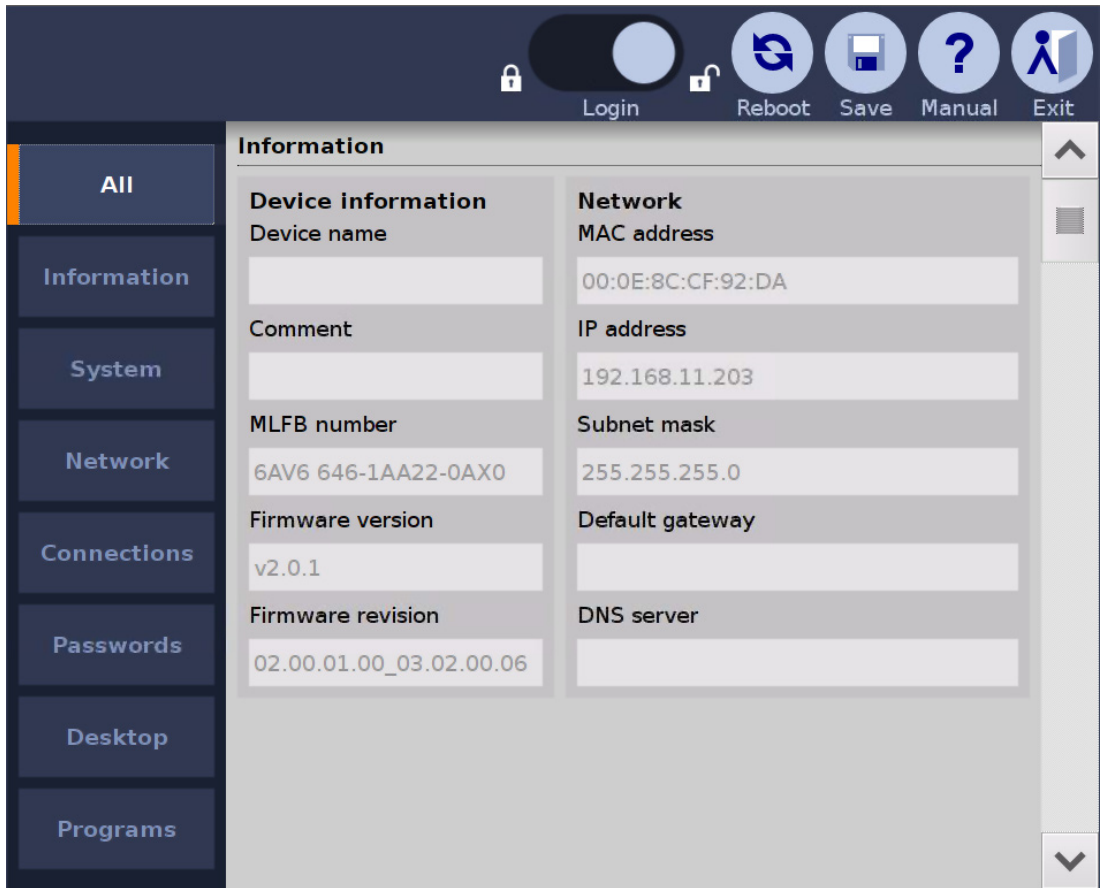 Login
Reboot
Save
?
Manual
Exit
All
Information
System
Network
Connections
Passwords
Desktop
Programs
Information
Device information
Device name
Comment
MLFB number
6AV6 646-1AA22-0AX0
Firmware version
v2.0.1
Firmware revision
02.00.01.00_03.02.00.06
Network
MAC address
00:0E:8C:CF:92:DA
IP address
192.168.11.203
Subnet mask
255.255.255.0
Default gateway
DNS server